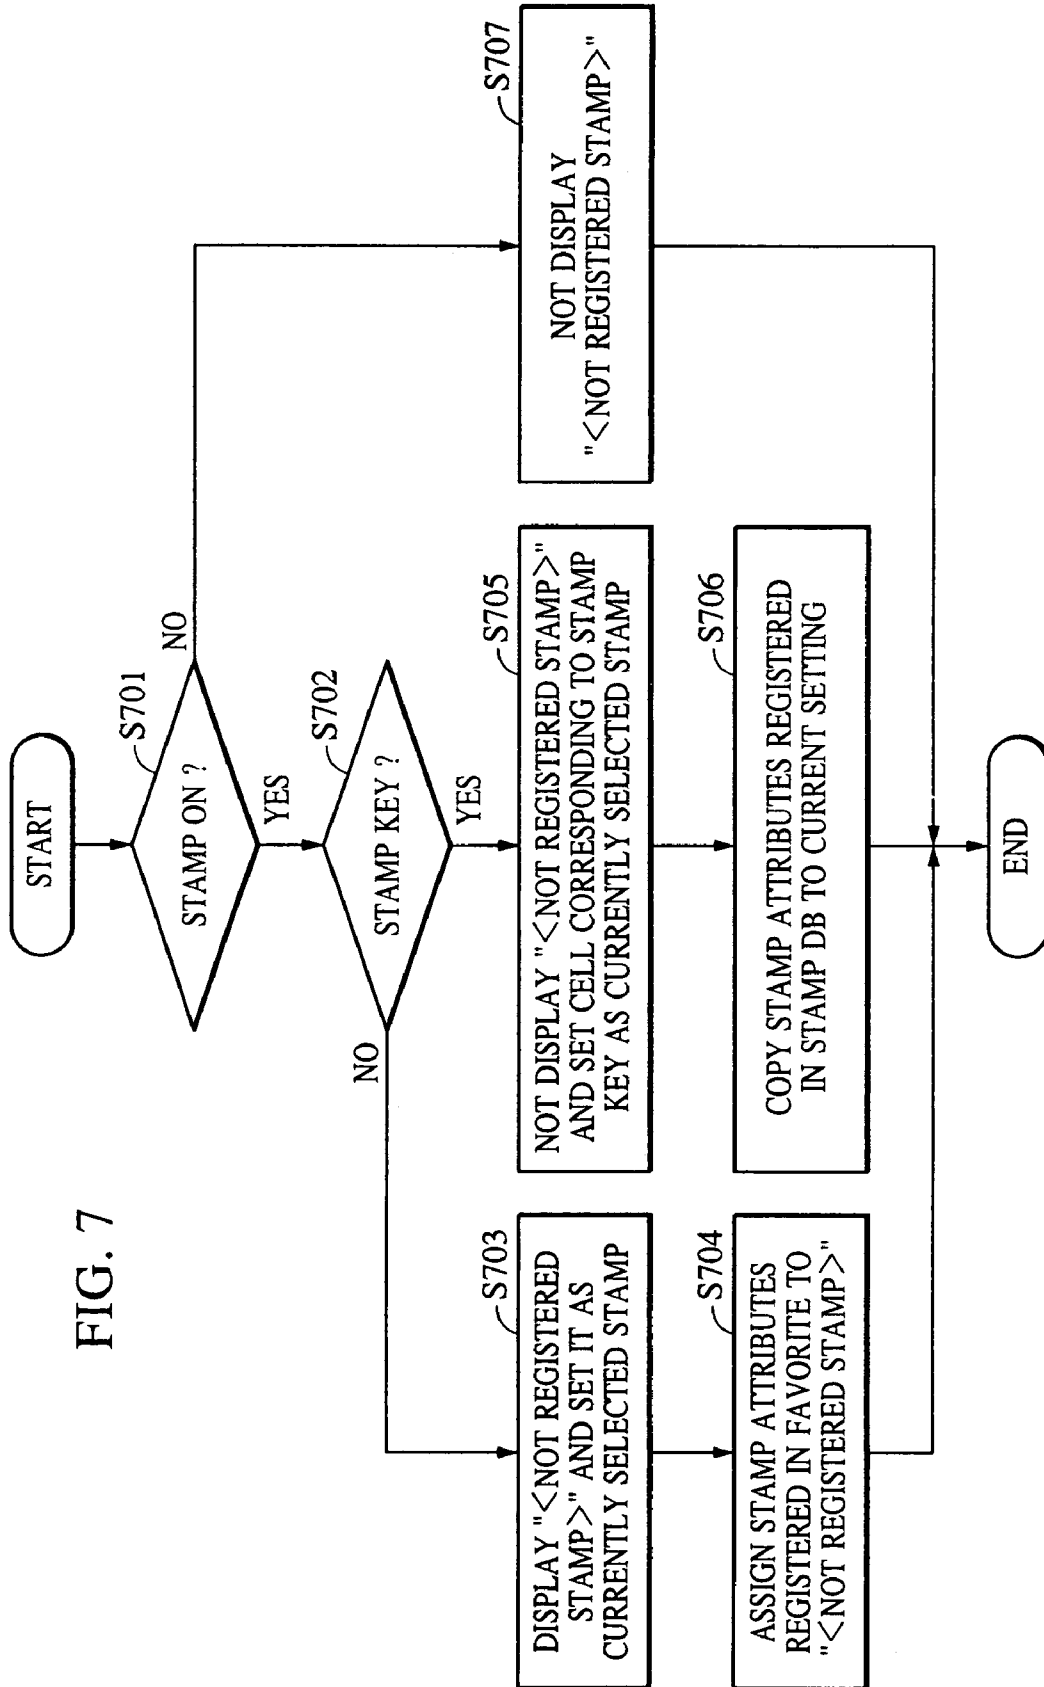 FIG. 7
START
S701
STAMP ON ?
NO
YES
S702
STAMP KEY ?
NO
YES
S703
DISPLAY "<NOT REGISTERED
STAMP>" AND SET IT AS
CURRENTLY SELECTED STAMP
S705
NOT DISPLAY "<NOT REGISTERED STAMP>"
AND SET CELL CORRESPONDING TO STAMP
KEY AS CURRENTLY SELECTED STAMP
S707
NOT DISPLAY
"<NOT REGISTERED STAMP>"
S704
ASSIGN STAMP ATTRIBUTES
REGISTERED IN FAVORITE TO
"<NOT REGISTERED STAMP>"
S706
COPY STAMP ATTRIBUTES REGISTERED
IN STAMP DB TO CURRENT SETTING
END